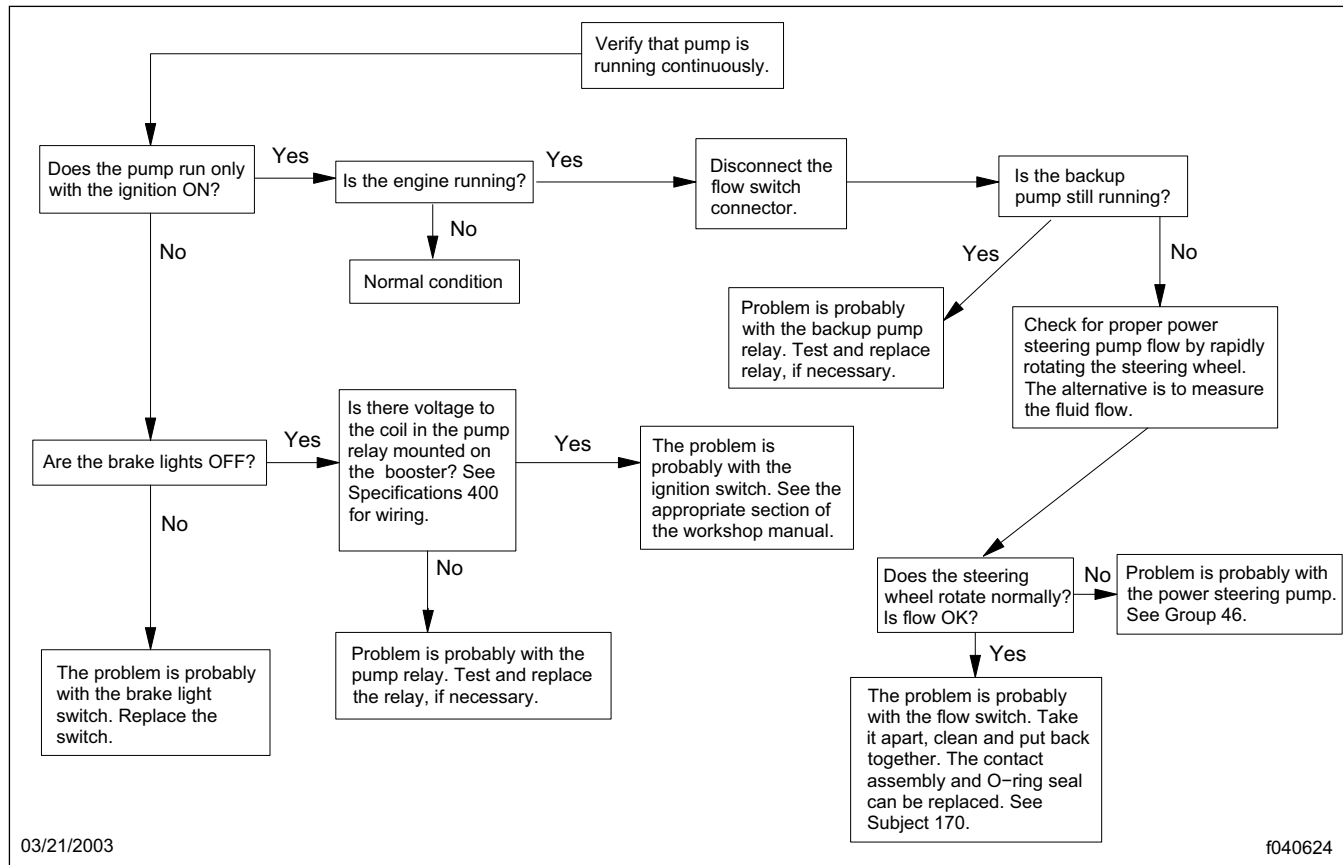 Verify that pump is
running continuously.
Does the pump run only
with the ignition ON?
Yes
Is the engine running?
Yes
Disconnect the
flow switch
connector.
Is the backup
pump still running?
No
No
Normal condition
Yes
No
Problem is probably
with the backup pump
relay. Test and replace
relay, if necessary.
Check for proper power
steering pump flow by rapidly
rotating the steering wheel.
The alternative is to measure
the fluid flow.
Are the brake lights OFF?
Yes
Is there voltage to
the coil in the pump
relay mounted on
the booster? See
Specifications 400
for wiring.
Yes
The problem is
probably with the
ignition switch. See the
appropriate section of
the workshop manual.
No
No
Does the steering
wheel rotate normally?
Is flow OK?
No
Problem is probably with
the power steering pump.
See Group 46.
Yes
The problem is probably
with the brake light
switch. Replace the
switch.
Problem is probably with the
pump relay. Test and replace
the relay, if necessary.
The problem is probably
with the flow switch. Take
it apart, clean and put back
together. The contact
assembly and O−ring seal
can be replaced. See
Subject 170.
03/21/2003
f040624